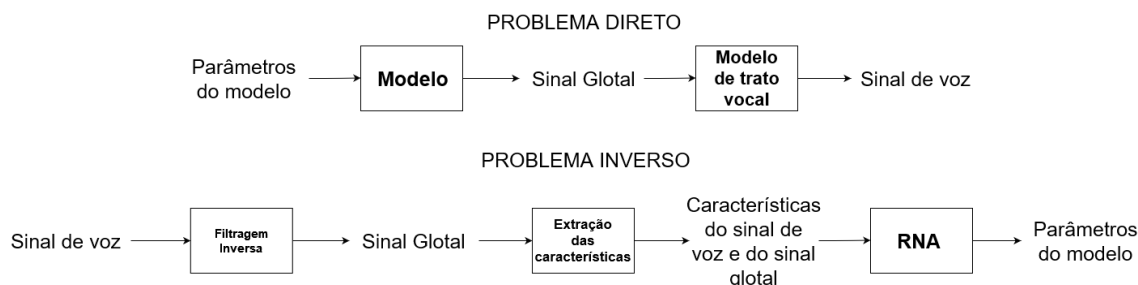 PROBLEMA DIRETO
Parâmetros
do modelo
Modelo
Sinal Glotal
Modelo
de trato
vocal
Sinal de voz
PROBLEMA INVERSO
Sinal de voz
Filtragem
Inversa
Sinal Glotal
Extração
das
características
Características
do sinal de
voz e do sinal
glotal
RNA
Parâmetros
do modelo